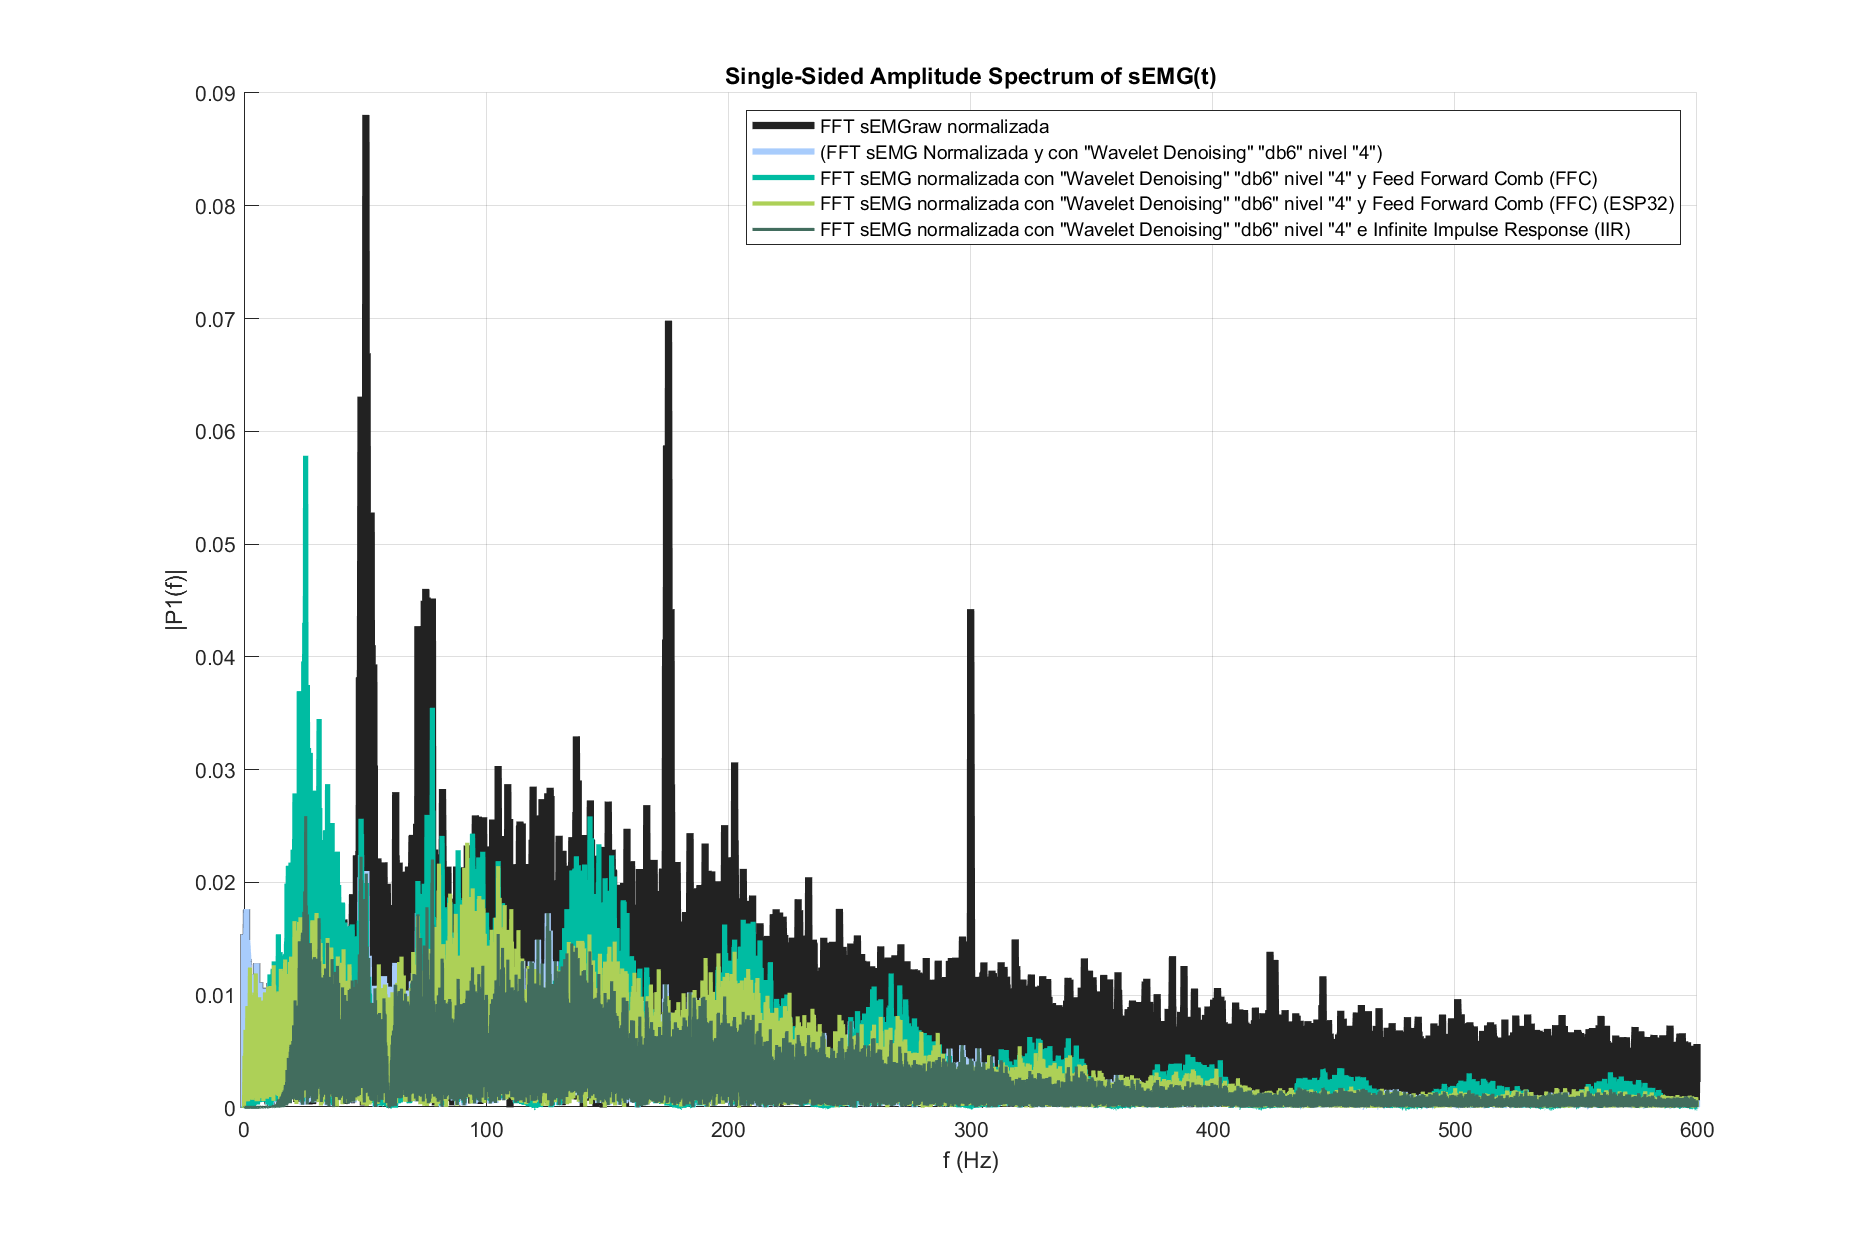 Single-Sided Amplitude Spectrum of sEMG(t)
FFT sEMGraw normalizada
(FFT sEMG Normalizada y con "Wavelet Denoising" "db6" nivel "4")
FFT sEMG normalizada con "Wavelet Denoising" "db6" nivel "4" y Feed Forward Comb (FFC)
FFT sEMG normalizada con "Wavelet Denoising" "db6" nivel "4" y Feed Forward Comb (FFC) (ESP32)
FFT sEMG normalizada con "Wavelet Denoising" "db6" nivel "4" e Infinite Impulse Response (IIR)
|P1(f)|
0.09
0.08
0.07
0.06
0.05
0.04
0.03
0.02
0.01
0
0 100 200 300 400 500 600
f (Hz)